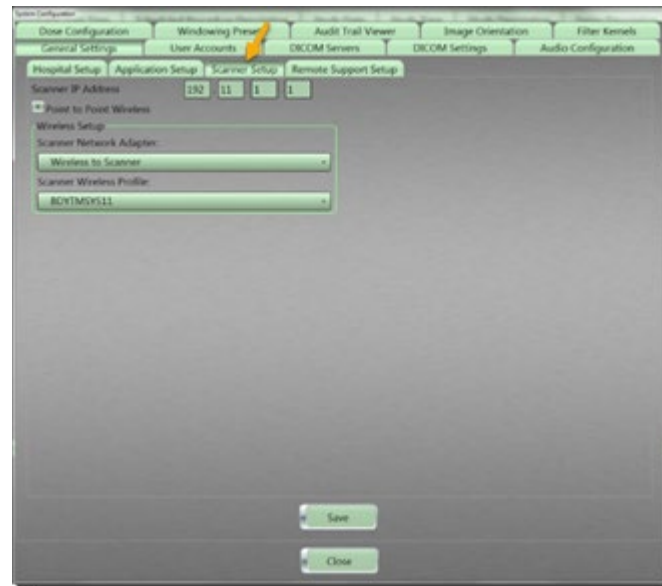 System Configuration
Dose Configuration Windowing Presets Audit Trail Viewer Image Orientation Filter Kernels
General Settings User Accounts DICOM Servers DICOM Settings Audio Configuration
Hospital Setup Application Setup Scanner Setup Remote Support Setup
Scanner IP Address 192 11 1 1
Point to Point Wireless
Wireless Setup
Scanner Network Adapter:
Wireless to Scanner
Scanner Wireless Profile:
BDYTMSYS11
Save
Close